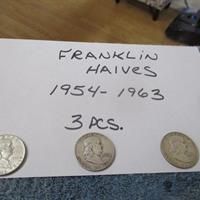 FRANKLIN
HALVES
1954-1963
3 PCS.